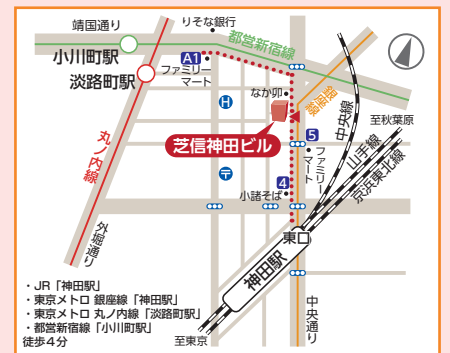 靖国通り
りそな銀行
都営新宿線
小川町駅
A1
ファミリー
マート
淡路町駅
なか卯
銀座線
中央線
至秋葉原
H
芝信神田ビル
5
ファミリー
マート
山手線
京浜東北線
丸ノ内線
〒
4
小諸そば
外堀通り
東口
神田駅
中央通り
至東京
・JR「神田駅」
・東京メトロ 銀座線「神田駅」
・東京メトロ 丸ノ内線「淡路町駅」
・都営新宿線「小川町駅」
徒歩4分